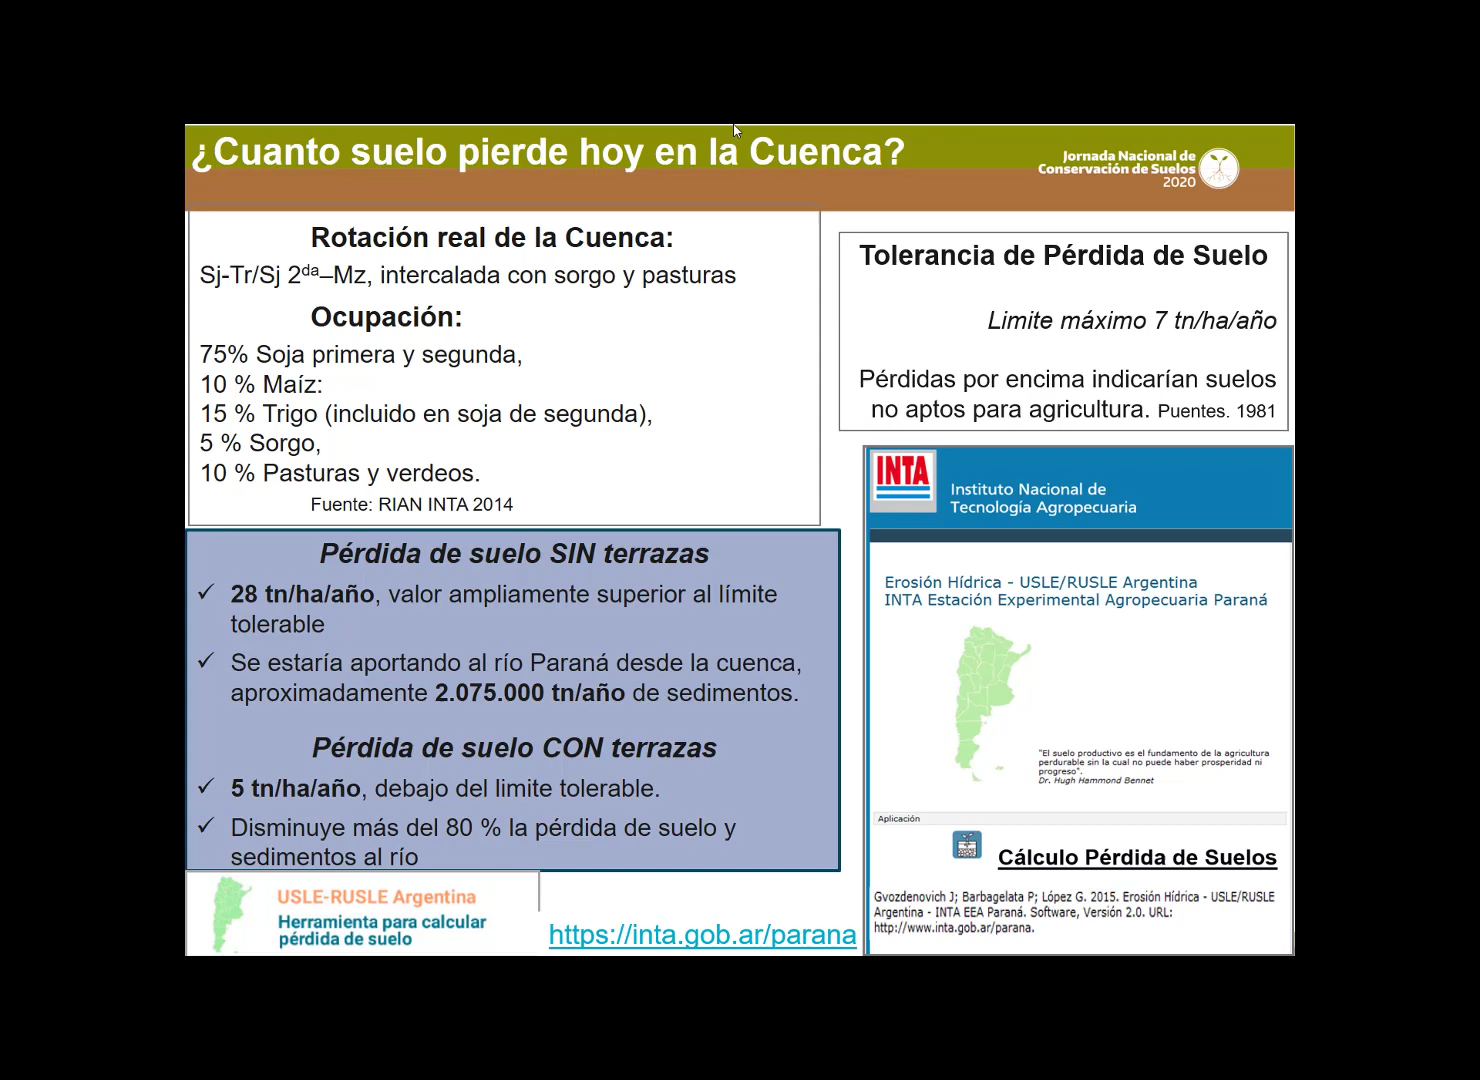 ¿Cuanto suelo pierde hoy en la Cuenca?
Jornada Nacional de
Conservación de Suelos
2020
Rotación real de la Cuenca:
Sj-Tr/Sj 2da–Mz, intercalada con sorgo y pasturas
Ocupación:
75% Soja primera y segunda,
10 % Maíz:
15 % Trigo (incluido en soja de segunda),
5 % Sorgo,
10 % Pasturas y verdeos.
Fuente: RIAN INTA 2014
Tolerancia de Pérdida de Suelo
Limite máximo 7 tn/ha/año
Pérdidas por encima indicarían suelos
no aptos para agricultura. Puentes. 1981
Pérdida de suelo SIN terrazas
✓ 28 tn/ha/año, valor ampliamente superior al límite
tolerable
✓ Se estaría aportando al río Paraná desde la cuenca,
aproximadamente 2.075.000 tn/año de sedimentos.
Pérdida de suelo CON terrazas
✓ 5 tn/ha/año, debajo del limite tolerable.
✓ Disminuye más del 80 % la pérdida de suelo y
sedimentos al río
INTA
Instituto Nacional de
Tecnología Agropecuaria
Erosión Hídrica - USLE/RUSLE Argentina
INTA Estación Experimental Agropecuaria Paraná
"El suelo productivo es el fundamento de la agricultura
perdurable sin la cual no puede haber prosperidad ni
progreso".
Dr. Hugh Hammond Bennet
Aplicación
Cálculo Pérdida de Suelos
Gvozdenovich J; Barbagelata P; López G. 2015. Erosión Hídrica - USLE/RUSLE
Argentina - INTA EEA Paraná. Software, Versión 2.0. URL:
http://www.inta.gob.ar/parana.
USLE-RUSLE Argentina
Herramienta para calcular
pérdida de suelo
https://inta.gob.ar/parana